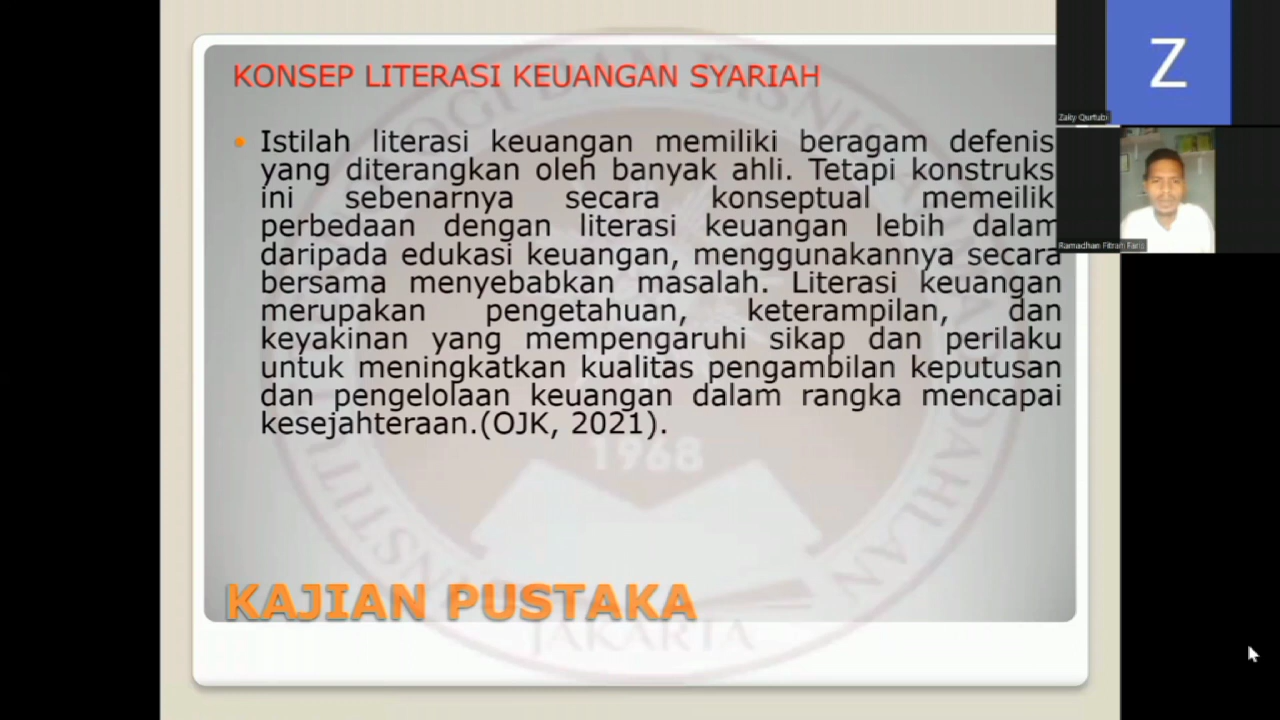 KONSEP LITERASI KEUANGAN SYARIAH
Istilah literasi keuangan memiliki beragam defenis
yang diterangkan oleh banyak ahli. Tetapi konstruks
ini sebenarnya secara konseptual memeilik
perbedaan dengan literasi keuangan lebih dalam
daripada edukasi keuangan, menggunakannya secara
bersama menyebabkan masalah. Literasi keuangan
merupakan pengetahuan, keterampilan, dan
keyakinan yang mempengaruhi sikap dan perilaku
untuk meningkatkan kualitas pengambilan keputusan
dan pengelolaan keuangan dalam rangka mencapai
kesejahteraan.(OJK, 2021).
1968
KAJIAN PUSTAKA
JAKARTA
Z
Zaky Qurtubi
Ramadhan Fitrah Faris